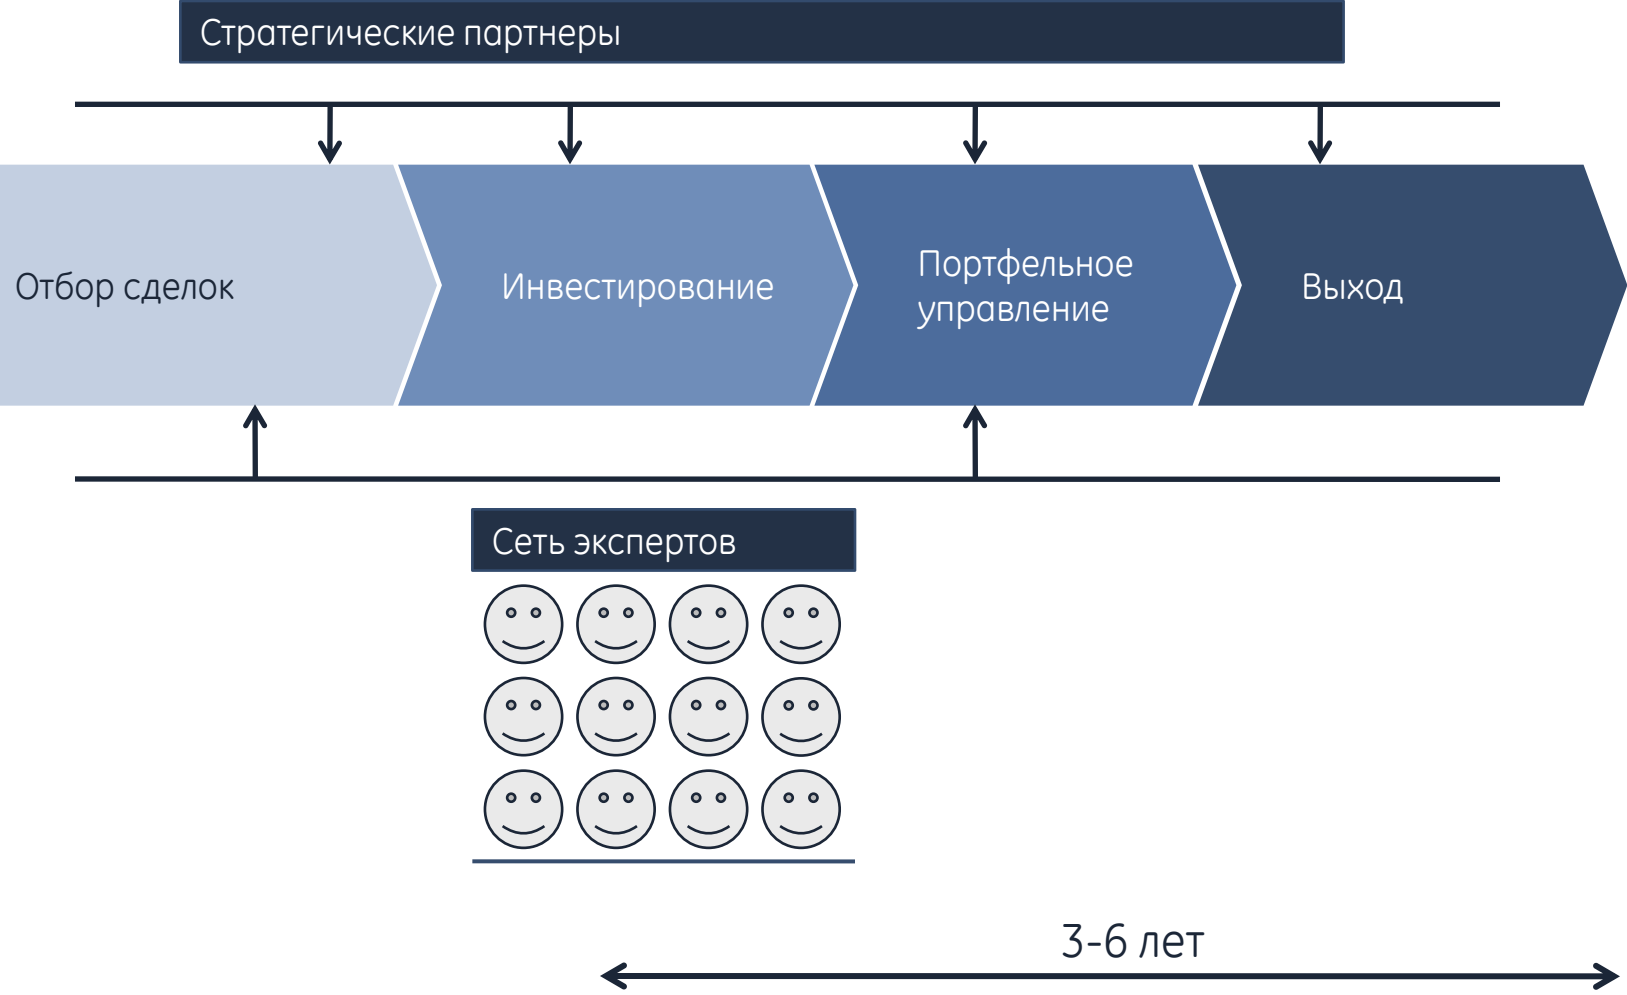 Стратегические партнеры
Отбор сделок
Инвестирование
Портфельное
управление
Выход
Сеть экспертов
3-6 лет